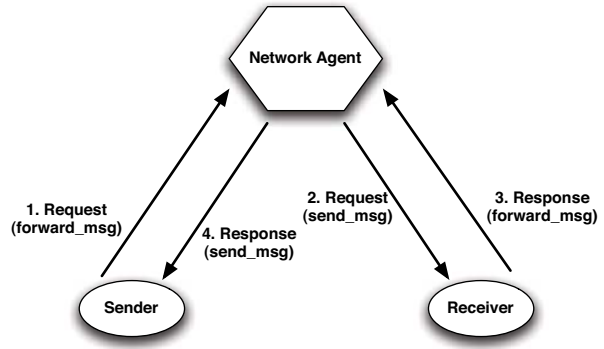 Network Agent
1. Request
(forward_msg)
4. Response
(send_msg)
2. Request
(send_msg)
3. Response
(forward_msg)
Sender
Receiver